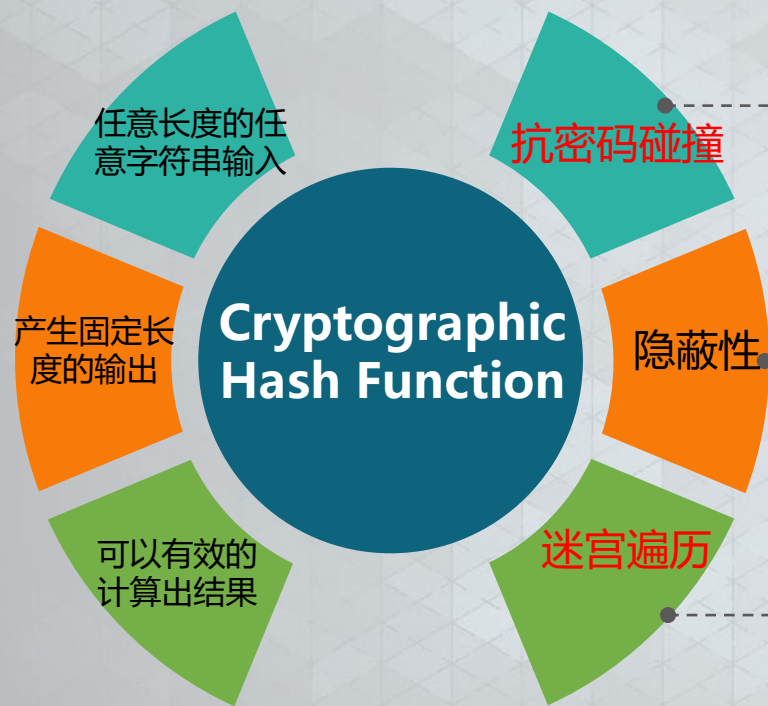 任意长度的任
意字符串输入
产生固定长
度的输出
可以有效的
计算出结果
Cryptographic
Hash Function
抗密码碰撞
隐蔽性
迷宫遍历